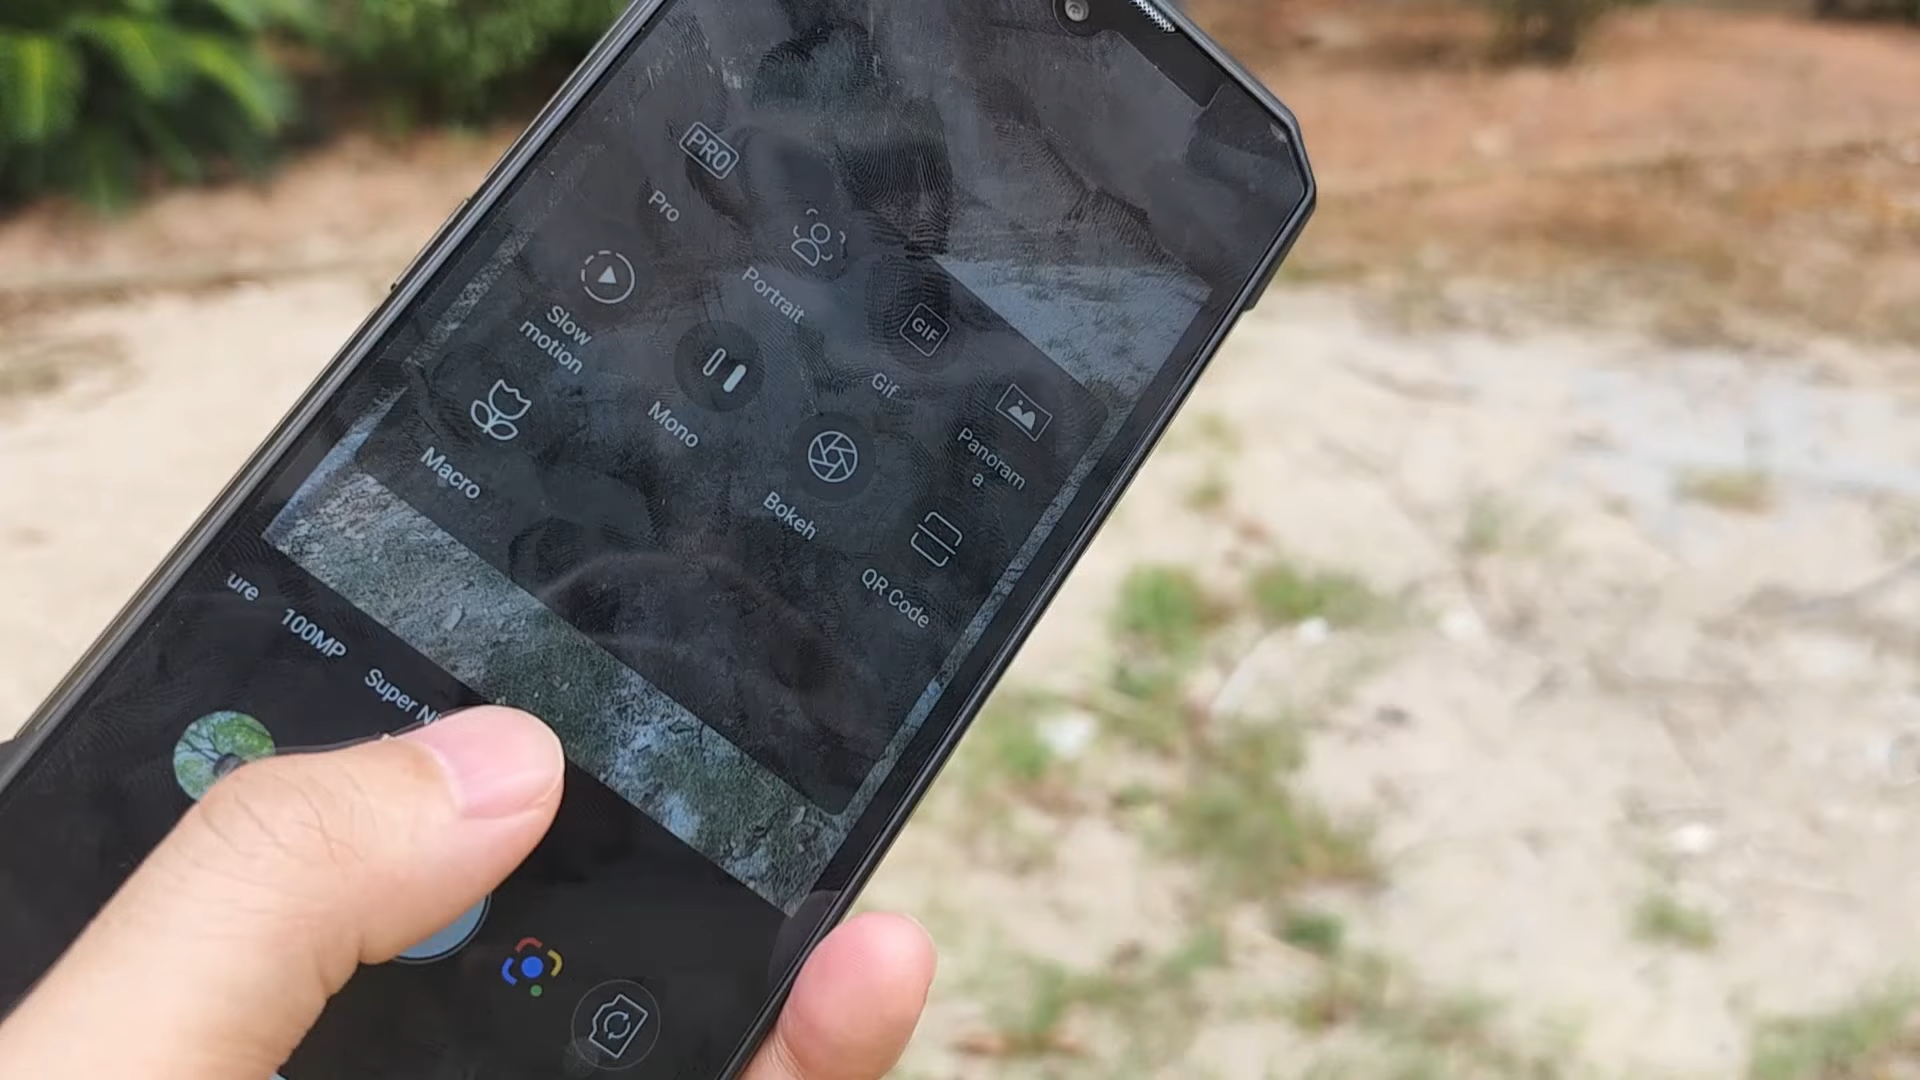 PRO
Pro
Portrait
GIF
Gif
Panoram
a
Slow
motion
Mono
Bokeh
QR Code
Macro
ure
100MP
Super